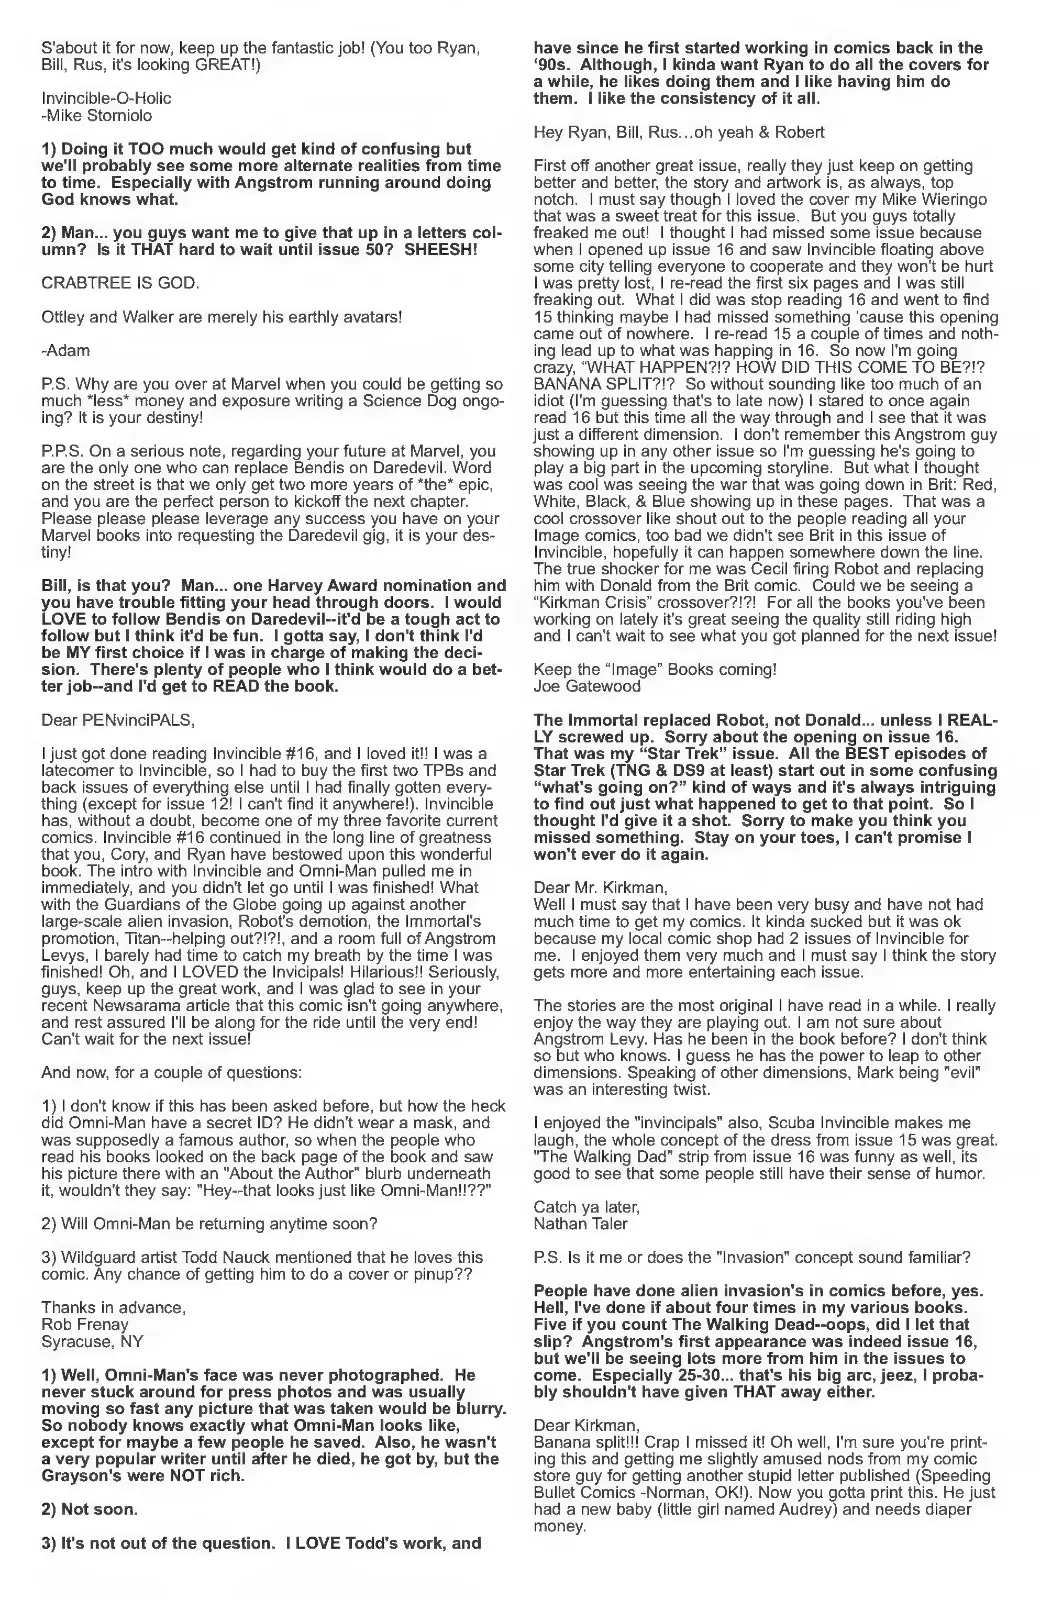 S'about it for now, keep up the fantastic job! (You too Ryan,
Bill, Rus, it's looking GREAT!)
Invincible-O-Holic
-Mike Storniolo
1) Doing it TOO much would get kind of confusing but
we'll probably see some more alternate realities from time
to time. Especially with Angstrom running around doing
God knows what.
2) Man... you guys want me to give that up in a letters col-
umn? Is it THAT hard to wait until issue 50? SHEESH!
CRABTREE IS GOD.
Ottley and Walker are merely his earthly avatars!
-Adam
P.S. Why are you over at Marvel when you could be getting so
much *less* money and exposure writing a Science Dog ongo-
ing? It is your destiny!
P.P.S. On a serious note, regarding your future at Marvel, you
are the only one who can replace Bendis on Daredevil. Word
on the street is that we only get two more years of *the* epic,
and you are the perfect person to kickoff the next chapter.
Please please please leverage any success you have on your
Marvel books into requesting the Daredevil gig, it is your des-
tiny!
Bill, is that you? Man... one Harvey Award nomination and
you have trouble fitting your head through doors. I would
LOVE to follow Bendis on Daredevil--it'd be a tough act to
follow but I think it'd be fun. I gotta say, I don't think I'd
be MY first choice if I was in charge of making the deci-
sion. There's plenty of people who I think would do a bet-
ter job--and I'd get to READ the book.
Dear PENvinciPALS,
I just got done reading Invincible #16, and I loved it!! I was a
latecomer to Invincible, so I had to buy the first two TPBs and
back issues of everything else until I had finally gotten every-
thing (except for issue 12! I can't find it anywhere!). Invincible
has, without a doubt, become one of my three favorite current
comics. Invincible #16 continued in the long line of greatness
that you, Cory, and Ryan have bestowed upon this wonderful
book. The intro with Invincible and Omni-Man pulled me in
immediately, and you didn't let go until I was finished! What
with the Guardians of the Globe going up against another
large-scale alien invasion, Robot's demotion, the Immortal's
promotion, Titan--helping out?!?!, and a room full of Angstrom
Levys, I barely had time to catch my breath by the time I was
finished! Oh, and I LOVED the Invicipals! Hilarious!! Seriously,
guys, keep up the great work, and I was glad to see in your
recent Newsarama article that this comic isn't going anywhere,
and rest assured I'll be along for the ride until the very end!
Can't wait for the next issue!
And now, for a couple of questions:
1) I don't know if this has been asked before, but how the heck
did Omni-Man have a secret ID? He didn't wear a mask, and
was supposedly a famous author, so when the people who
read his books looked on the back page of the book and saw
his picture there with an "About the Author" blurb underneath
it, wouldn't they say: "Hey--that looks just like Omni-Man!!??"
2) Will Omni-Man be returning anytime soon?
3) Wildguard artist Todd Nauck mentioned that he loves this
comic. Any chance of getting him to do a cover or pinup??
Thanks in advance,
Rob Frenay
Syracuse, NY
1) Well, Omni-Man's face was never photographed. He
never stuck around for press photos and was usually
moving so fast any picture that was taken would be blurry.
So nobody knows exactly what Omni-Man looks like,
except for maybe a few people he saved. Also, he wasn't
a very popular writer until after he died, he got by, but the
Grayson's were NOT rich.
2) Not soon.
3) It's not out of the question. I LOVE Todd's work, and
have since he first started working in comics back in the
‘90s. Although, I kinda want Ryan to do all the covers for
a while, he likes doing them and I like having him do
them. I like the consistency of it all.
Hey Ryan, Bill, Rus...oh yeah & Robert
First off another great issue, really they just keep on getting
better and better, the story and artwork is, as always, top
notch. I must say though I loved the cover my Mike Wieringo
that was a sweet treat for this issue. But you guys totally
freaked me out! I thought I had missed some issue because
when I opened up issue 16 and saw Invincible floating above
some city telling everyone to cooperate and they won't be hurt
I was pretty lost, I re-read the first six pages and I was still
freaking out. What I did was stop reading 16 and went to find
15 thinking maybe I had missed something ‘cause this opening
came out of nowhere. I re-read 15 a couple of times and noth-
ing lead up to what was happing in 16. So now I'm going
crazy, “WHAT HAPPEN?!? HOW DID THIS COME TO BE?!?
BANANA SPLIT?!? So without sounding like too much of an
idiot (I'm guessing that's to late now) I stared to once again
read 16 but this time all the way through and I see that it was
just a different dimension. I don't remember this Angstrom guy
showing up in any other issue so I'm guessing he's going to
play a big part in the upcoming storyline. But what I thought
was cool was seeing the war that was going down in Brit: Red,
White, Black, & Blue showing up in these pages. That was a
cool crossover like shout out to the people reading all your
Image comics, too bad we didn't see Brit in this issue of
Invincible, hopefully it can happen somewhere down the line.
The true shocker for me was Cecil firing Robot and replacing
him with Donald from the Brit comic. Could we be seeing a
“Kirkman Crisis” crossover?!?! For all the books you've been
working on lately it's great seeing the quality still riding high
and I can't wait to see what you got planned for the next issue!
Keep the “Image” Books coming!
Joe Gatewood
The Immortal replaced Robot, not Donald... unless I REAL-
LY screwed up. Sorry about the opening on issue 16.
That was my “Star Trek” issue. All the BEST episodes of
Star Trek (TNG & DS9 at least) start out in some confusing
“what's going on?” kind of ways and it's always intriguing
to find out just what happened to get to that point. So I
thought I'd give it a shot. Sorry to make you think you
missed something. Stay on your toes, I can't promise I
won't ever do it again.
Dear Mr. Kirkman,
Well I must say that I have been very busy and have not had
much time to get my comics. It kinda sucked but it was ok
because my local comic shop had 2 issues of Invincible for
me. I enjoyed them very much and I must say I think the story
gets more and more entertaining each issue.
The stories are the most original I have read in a while. I really
enjoy the way they are playing out. I am not sure about
Angstrom Levy. Has he been in the book before? I don't think
so but who knows. I guess he has the power to leap to other
dimensions. Speaking of other dimensions, Mark being "evil"
was an interesting twist.
I enjoyed the "invincipals" also, Scuba Invincible makes me
laugh, the whole concept of the dress from issue 15 was great.
"The Walking Dad" strip from issue 16 was funny as well, its
good to see that some people still have their sense of humor.
Catch ya later,
Nathan Taler
P.S. Is it me or does the "Invasion" concept sound familiar?
People have done alien invasion's in comics before, yes.
Hell, I've done if about four times in my various books.
Five if you count The Walking Dead--oops, did I let that
slip? Angstrom's first appearance was indeed issue 16,
but we'll be seeing lots more from him in the issues to
come. Especially 25-30... that's his big arc, jeez, I proba-
bly shouldn't have given THAT away either.
Dear Kirkman,
Banana split!!! Crap I missed it! Oh well, I'm sure you're print-
ing this and getting me slightly amused nods from my comic
store guy for getting another stupid letter published (Speeding
Bullet Comics -Norman, OK!). Now you gotta print this. He just
had a new baby (little girl named Audrey) and needs diaper
money.